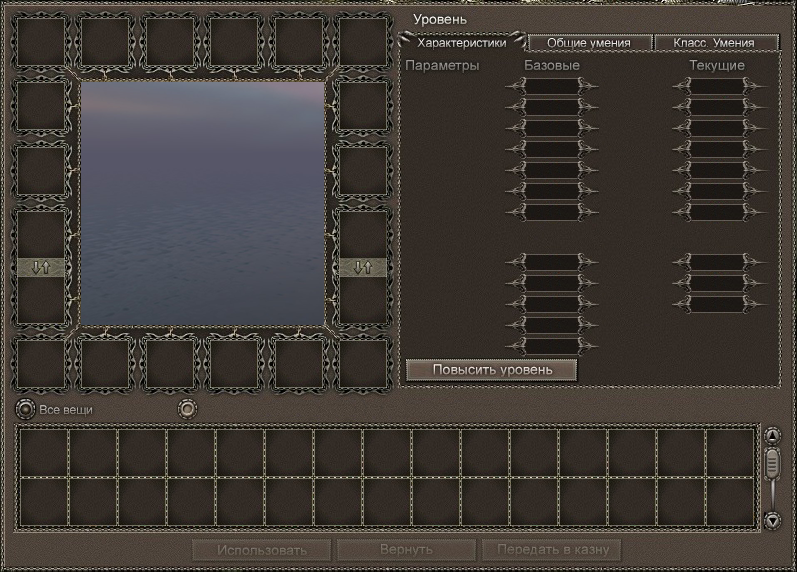 Уровень
Характеристики Общие умения Класс. Умения
Параметры Базовые Текущие
Повысить уровень
Все вещи
Использовать Вернуть Передать в казну